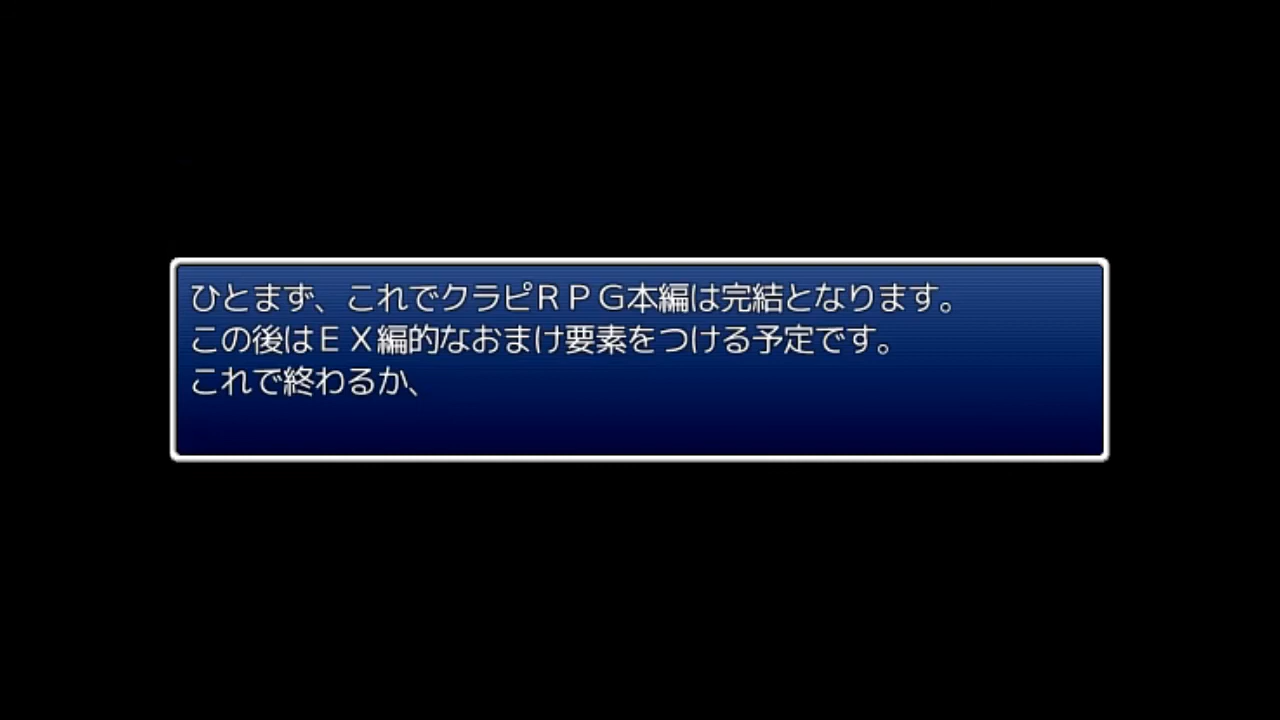 ひとまず、これでクラピＲＰＧ本編は完結となります。
この後はＥＸ編的なおまけ要素をつける予定です。
これで終わるか、